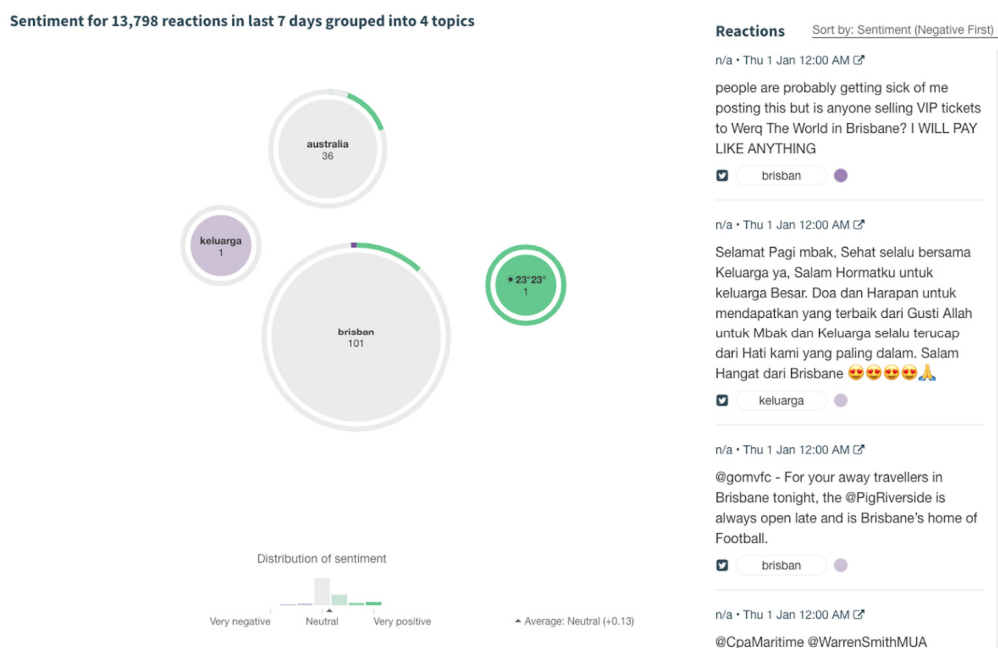 Sentiment for 13,798 reactions in last 7 days grouped into 4 topics
australia
36
keluarga
1
☀23°23°
1
brisban
101
Distribution of sentiment
Very negative
Neutral
Very positive
Average: Neutral (+0.13)
Reactions
Sort by: Sentiment (Negative First)
n/a • Thu 1 Jan 12:00 AM
people are probably getting sick of me
posting this but is anyone selling VIP tickets
to Werq The World in Brisbane? I WILL PAY
LIKE ANYTHING
brisban
n/a • Thu 1 Jan 12:00 AM
Selamat Pagi mbak, Sehat selalu bersama
Keluarga ya, Salam Hormatku untuk
keluarga Besar. Doa dan Harapan untuk
mendapatkan yang terbaik dari Gusti Allah
untuk Mbak dan Keluarga selalu terucap
dari Hati kami yang paling dalam. Salam
Hangat dari Brisbane 😍😍😍😍🙏
keluarga
n/a • Thu 1 Jan 12:00 AM
@gomvfc - For your away travellers in
Brisbane tonight, the @PigRiverside is
always open late and is Brisbane’s home of
Football.
brisban
n/a • Thu 1 Jan 12:00 AM
@CpaMaritime @WarrenSmithMUA